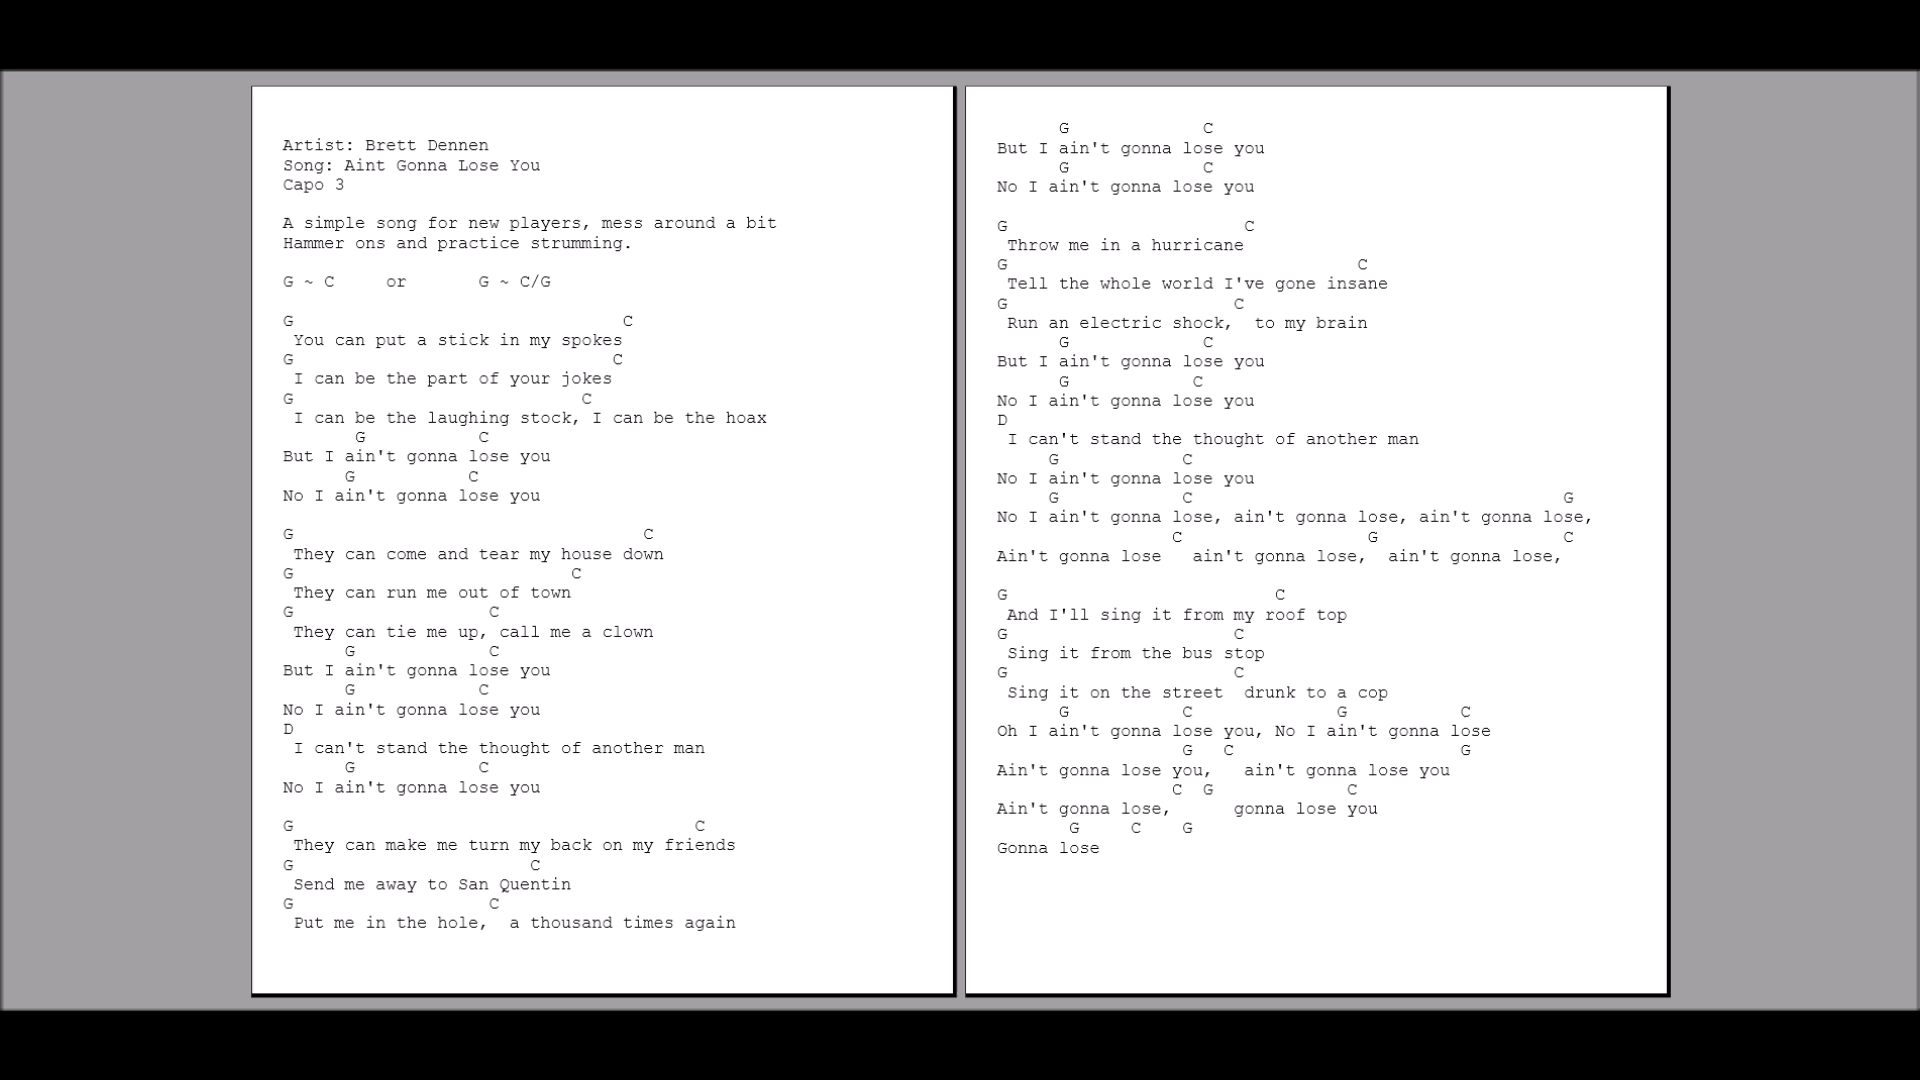 Artist: Brett Dennen
Song: Aint Gonna Lose You
Capo 3

A simple song for new players, mess around a bit
Hammer ons and practice strumming.

G ~ C     or       G ~ C/G

G                                C
 You can put a stick in my spokes
G                               C
 I can be the part of your jokes
G                            C
 I can be the laughing stock, I can be the hoax
       G           C
But I ain't gonna lose you
      G           C
No I ain't gonna lose you

G                                  C
 They can come and tear my house down
G                           C
 They can run me out of town
G                   C
 They can tie me up, call me a clown
      G             C
But I ain't gonna lose you
      G            C
No I ain't gonna lose you
D
 I can't stand the thought of another man
      G            C
No I ain't gonna lose you

G                                       C
 They can make me turn my back on my friends
G                       C
 Send me away to San Quentin
G                   C
 Put me in the hole,  a thousand times again

      G             C
But I ain't gonna lose you
      G             C
No I ain't gonna lose you

G                       C
 Throw me in a hurricane
G                                  C
 Tell the whole world I've gone insane
G                      C
 Run an electric shock,  to my brain
      G             C
But I ain't gonna lose you
      G            C
No I ain't gonna lose you
D
 I can't stand the thought of another man
     G            C
No I ain't gonna lose you
     G            C                                    G
No I ain't gonna lose, ain't gonna lose, ain't gonna lose,
                 C                  G                  C
Ain't gonna lose   ain't gonna lose,  ain't gonna lose,

G                          C
 And I'll sing it from my roof top
G                      C
 Sing it from the bus stop
G                      C
 Sing it on the street  drunk to a cop
      G           C              G           C
Oh I ain't gonna lose you, No I ain't gonna lose
                  G   C                      G
Ain't gonna lose you,   ain't gonna lose you
                 C  G             C
Ain't gonna lose,      gonna lose you
       G     C    G
Gonna lose